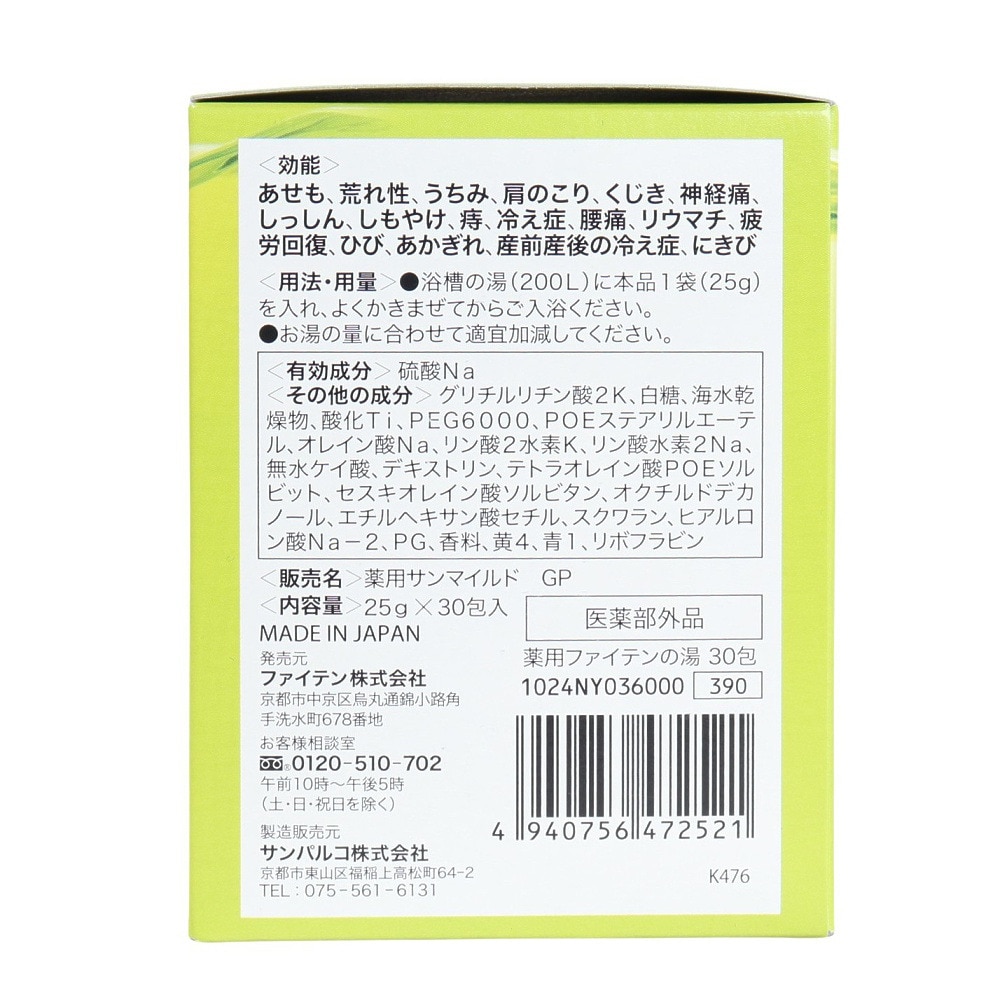 ＜効能＞
あせも、荒れ性、うちみ、肩のこり、くじき、神経痛、
しっしん、しもやけ、痔、冷え症、腰痛、リウマチ、疲
労回復、ひび、あかぎれ、産前産後の冷え症、にきび
＜用法・用量＞●浴槽の湯(200L)に本品1袋(25g)
を入れ、よくかきまぜてからご入浴ください。
●お湯の量に合わせて適宜加減してください。
＜有効成分＞硫酸Na
＜その他の成分＞グリチルリチン酸2K、白糖、海水乾
燥物、酸化Ti、PEG6000、POEステアリルエーテ
ル、オレイン酸Na、リン酸2水素K、リン酸水素2Na、
無水ケイ酸、デキストリン、テトラオレイン酸POEソル
ビット、セスキオレイン酸ソルビタン、オクチルドデカ
ノール、エチルヘキサン酸セチル、スクワラン、ヒアルロ
ン酸Na－2、PG、香料、黄4、青1、リボフラビン
＜販売名＞薬用サンマイルド　GP
＜内容量＞25g×30包入
医薬部外品
MADE IN JAPAN
薬用ファイテンの湯 30包
1024NY036000 390
発売元
ファイテン株式会社
京都市中京区烏丸通錦小路角
手洗水町678番地
お客様相談室
®0120-510-702
午前10時～午後5時
(土・日・祝日を除く)
4 940756 472521
製造販売元
サンパルコ株式会社
京都市東山区福稲上高松町64-2
TEL：075-561-6131
K476